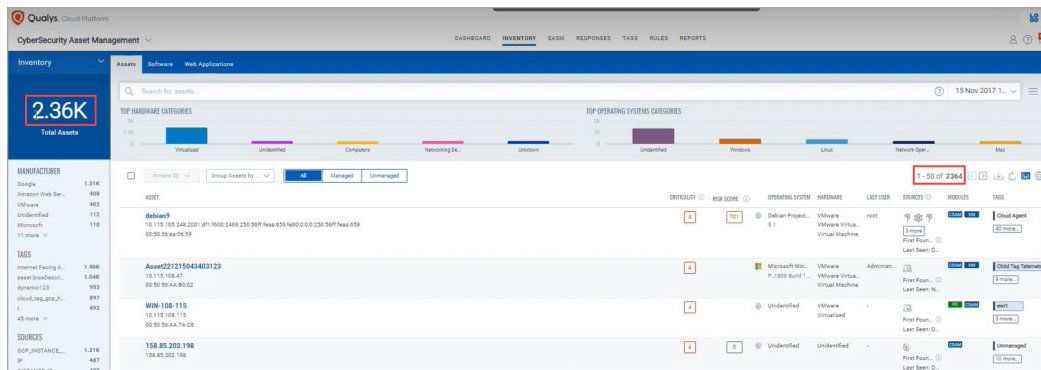 Qualys. Cloud Platform
CyberSecurity Asset Management
DASHBOARD INVENTORY EASM RESPONSES TAGS RULES REPORTS
Inventory
Assets Software Web Applications
2.36K
Total Assets
Search for assets...
15 Nov 2017 1...
TOP HARDWARE CATEGORIES
TOP OPERATING SYSTEMS CATEGORIES
Virtualized Unidentified Computers Networking De... Unknown
Unidentified Windows Linux Network Oper... Mac
MANUFACTURER
Google 1.31K
Amazon Web Ser... 408
VMware 402
Unidentified 112
Microsoft 110
11 more
TAGS
Internet Facing A... 1.46K
asset.biosDescri... 1.04K
dynamic123 953
cloud_tag_gcp_h... 897
t 492
45 more
SOURCES
GCP_INSTANCE_... 1.31K
IP 487
Actions (0) Group Assets by ... All Managed Unmanaged
1 - 50 of 2364
ASSET CRITICALITY RISK SCORE OPERATING SYSTEM HARDWARE LAST USER SOURCES MODULES TAGS
debian9
10.115.105.248,2001:df1:f600:2469:250:56ff:feaa:659,fe80:0:0:0:250:56ff:feaa:659
00:50:56:aa:06:59
4 701 Debian Project... 9.1 VMware VMware Virtua... Virtual Machine root
3 more
First Foun...
Last Seen: D...
CSAM VM
Cloud Agent
45 more...
Asset221215043403123
10.115.108.47
00:50:56:AA:B0:02
4 Microsoft Win... P..1809 Build 1... VMware VMware Virtua... Virtual Machine Administr...
First Foun...
Last Seen: N...
CSAM VM
Child Tag Telemet
9 more...
WIN-108-115
10.115.108.115
00:50:56:AA:7A:C6
4 Unidentified VMware Virtualized -
First Foun...
Last Seen: D...
PC CSAM
ewrt
5 more...
158.85.202.198
158.85.202.198
4 0 Unidentified Unidentified -
First Foun...
Last Seen: D...
CSAM
Unmanaged
10 more...